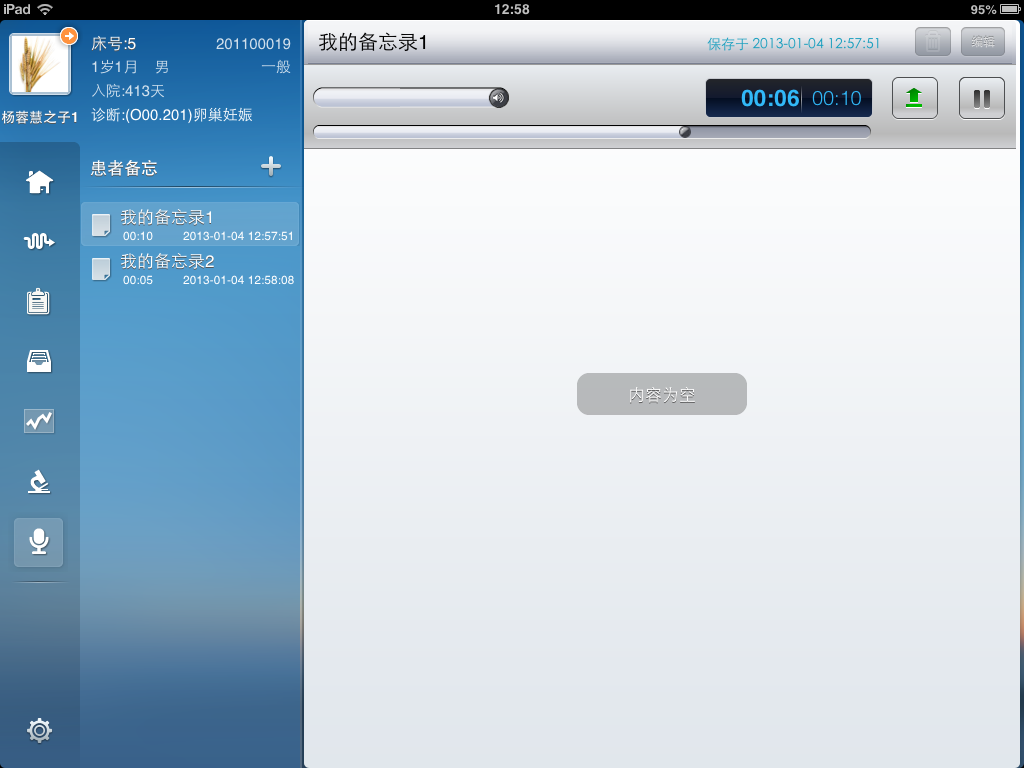 iPad 12:58 95%
床号:5 201100019
1岁1月 男 一般
入院:413天
诊断:(O00.201)卵巢妊娠
杨蓉慧之子1
患者备忘
我的备忘录1
00:10 2013-01-04 12:57:51
我的备忘录2
00:05 2013-01-04 12:58:08
我的备忘录1 保存于 2013-01-04 12:57:51 编辑
00:06 00:10
内容为空